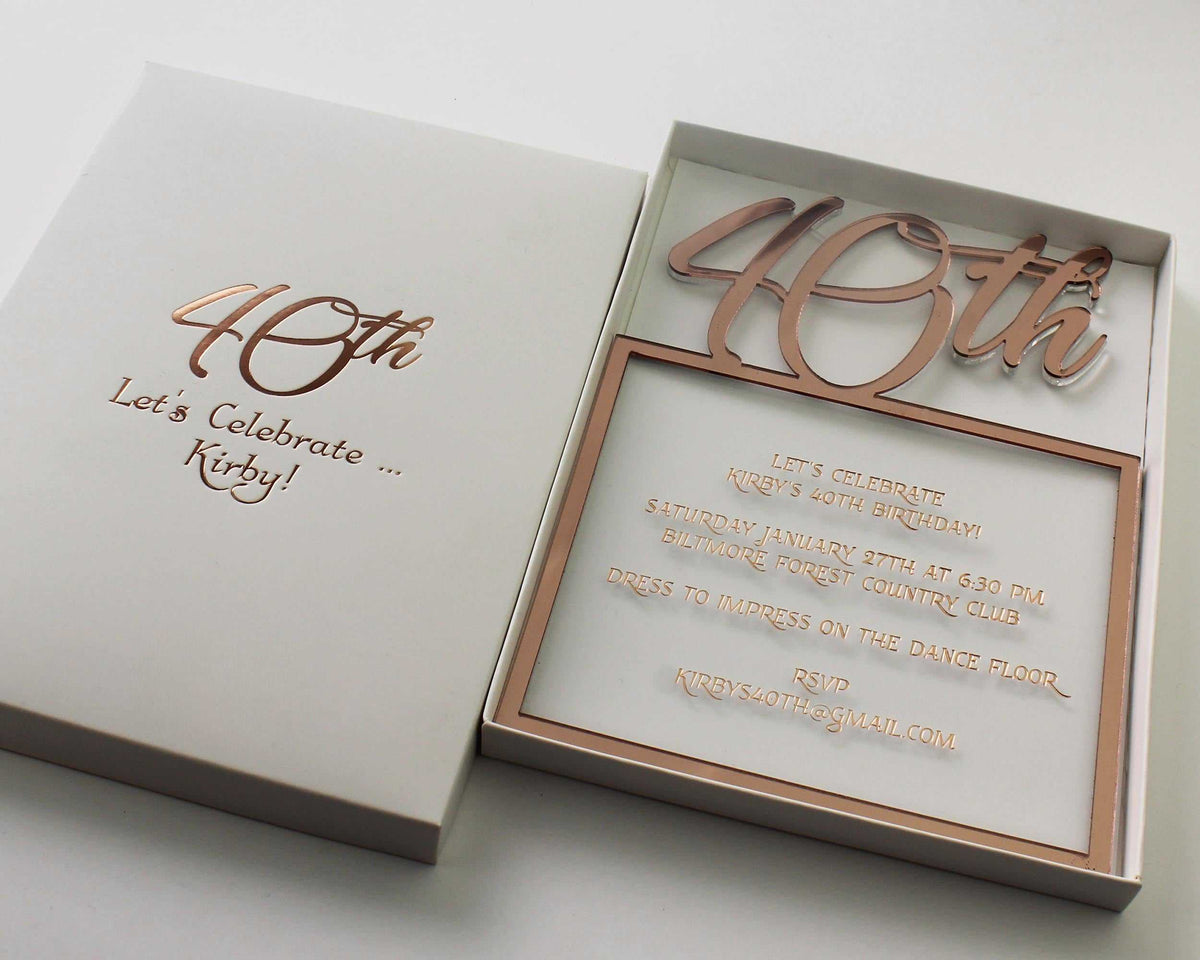 40th
Let's Celebrate ...
Kirby!
40th
LET'S CELEBRATE
KIRBY'S 40TH BIRTHDAY!
SATURDAY JANUARY 27TH AT 6:30 PM
BILTMORE FOREST COUNTRY CLUB
DRESS TO IMPRESS ON THE DANCE FLOOR
RSVP
KIRBYS40TH@GMAIL.COM